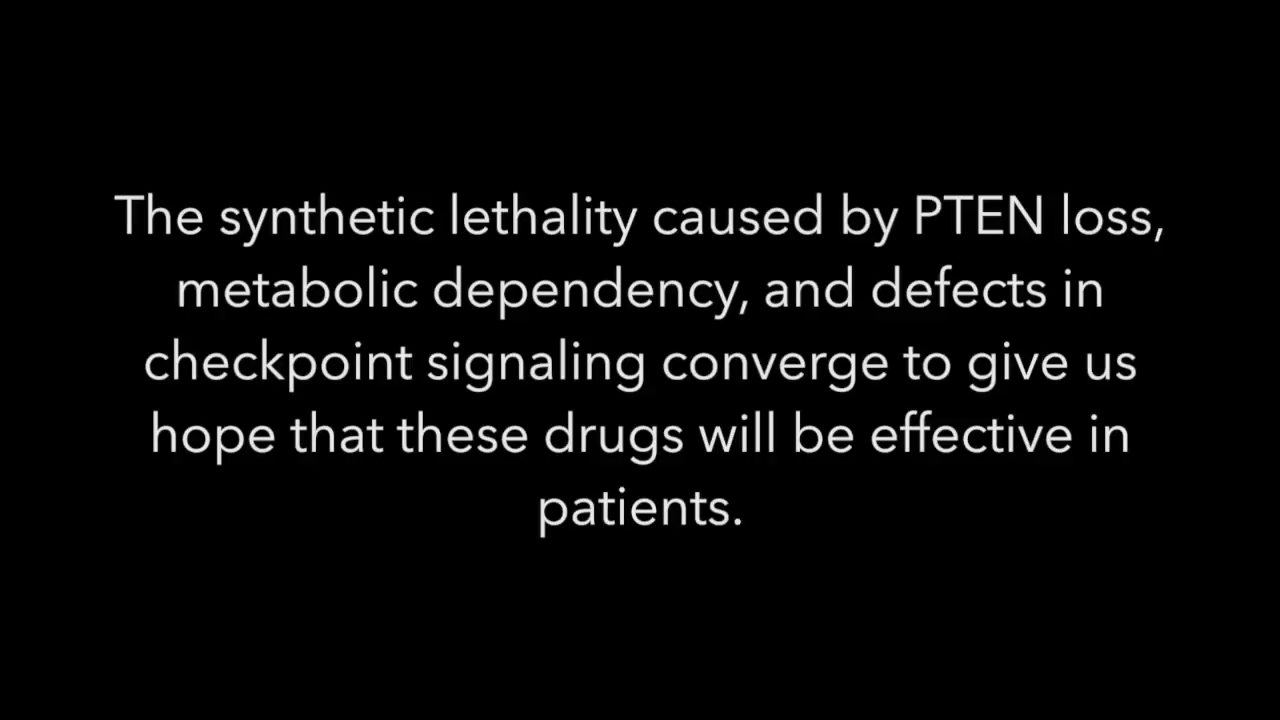 The synthetic lethality caused by PTEN loss,
metabolic dependency, and defects in
checkpoint signaling converge to give us
hope that these drugs will be effective in
patients.